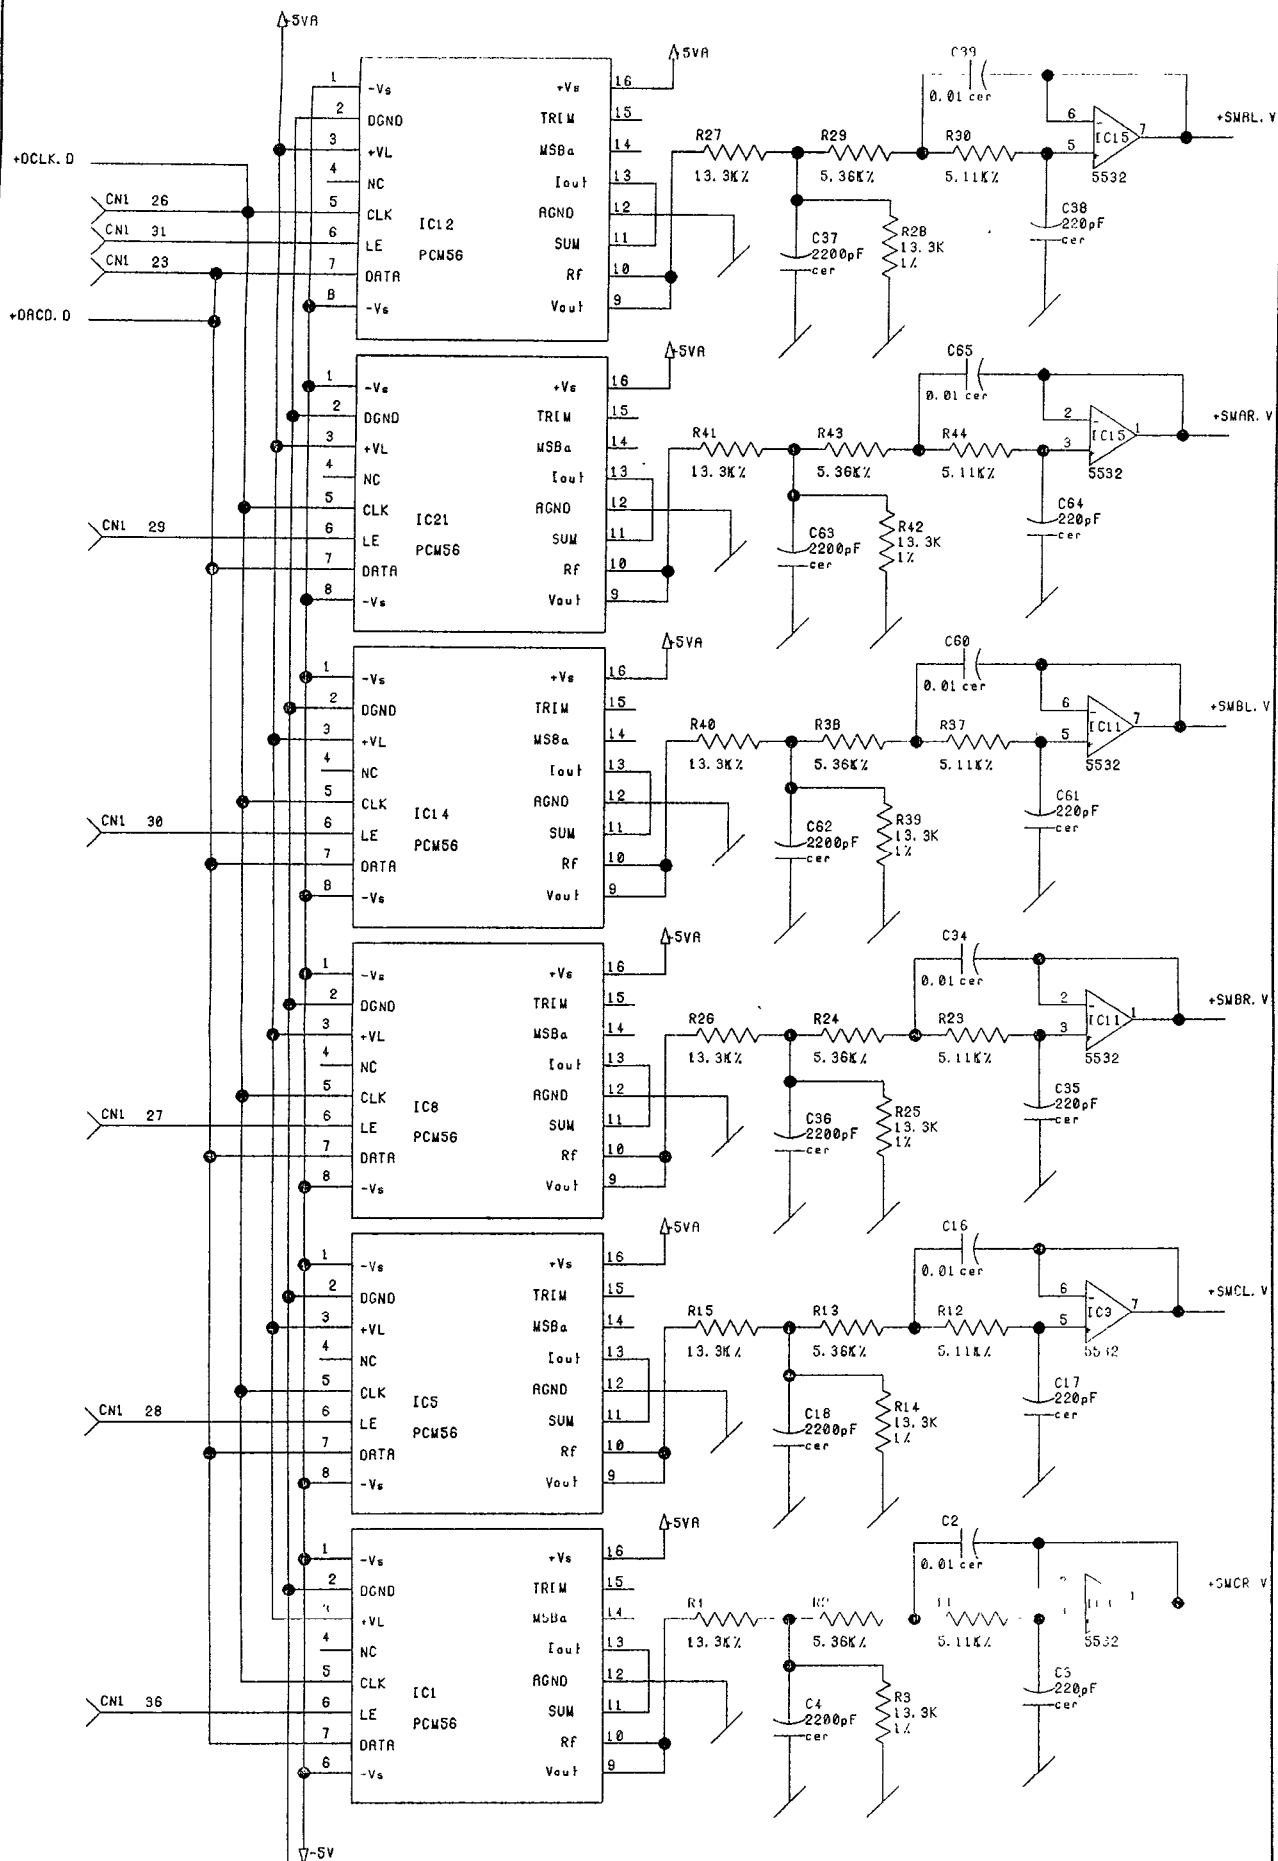 +5VA
+DCLK.D
CN1 26
CN1 31
CN1 23
+DACD.D
1 -Vs
2 DGND
3 +VL
4 NC
5 CLK
6 LE
7 DATA
8 -Vs
IC12
PCM56
+Vs 16
TRIM 15
MSBa 14
Iout 13
AGND 12
SUM 11
Rf 10
Vout 9
+5VA
R27
13.3K%
R29
5.36K%
R30
5.11K%
C39
0.01 cer
C37
2200pF
cer
R28
13.3K
1%
C38
220pF
cer
6
5
7
IC15
5532
+SMAL.V
CN1 29
1 -Vs
2 DGND
3 +VL
4 NC
5 CLK
6 LE
7 DATA
8 -Vs
IC21
PCM56
+Vs 16
TRIM 15
MSBa 14
Iout 13
AGND 12
SUM 11
Rf 10
Vout 9
+5VA
R41
13.3K%
R43
5.36K%
R44
5.11K%
C65
0.01 cer
C63
2200pF
cer
R42
13.3K
1%
C64
220pF
cer
2
3
1
IC15
5532
+SMAR.V
CN1 30
1 -Vs
2 DGND
3 +VL
4 NC
5 CLK
6 LE
7 DATA
8 -Vs
IC14
PCM56
+Vs 16
TRIM 15
MSBa 14
Iout 13
AGND 12
SUM 11
Rf 10
Vout 9
+5VA
R40
13.3K%
R38
5.36K%
R37
5.11K%
C60
0.01 cer
C62
2200pF
cer
R39
13.3K
1%
C61
220pF
cer
6
5
7
IC11
5532
+SMBL.V
CN1 27
1 -Vs
2 DGND
3 +VL
4 NC
5 CLK
6 LE
7 DATA
8 -Vs
IC8
PCM56
+Vs 16
TRIM 15
MSBa 14
Iout 13
AGND 12
SUM 11
Rf 10
Vout 9
+5VA
R26
13.3K%
R24
5.36K%
R23
5.11K%
C34
0.01 cer
C36
2200pF
cer
R25
13.3K
1%
C35
220pF
cer
2
3
1
IC11
5532
+SMBR.V
CN1 28
1 -Vs
2 DGND
3 +VL
4 NC
5 CLK
6 LE
7 DATA
8 -Vs
IC5
PCM56
+Vs 16
TRIM 15
MSBa 14
Iout 13
AGND 12
SUM 11
Rf 10
Vout 9
+5VA
R15
13.3K%
R13
5.36K%
R12
5.11K%
C16
0.01 cer
C18
2200pF
cer
R14
13.3K
1%
C17
220pF
cer
6
5
7
IC3
5532
+SMCL.V
CN1 36
1 -Vs
2 DGND
3 +VL
4 NC
5 CLK
6 LE
7 DATA
6 -Vs
IC1
PCM56
+Vs 16
TRIM 15
MSBa 14
Iout 13
AGND 12
SUM 11
Rf 10
Vout 9
+5VA
13.3K%
5.36K%
5.11K%
C2
0.01 cer
C4
2200pF
cer
R3
13.3K
1%
220pF
cer
1
5532
+SMCR V
-5V